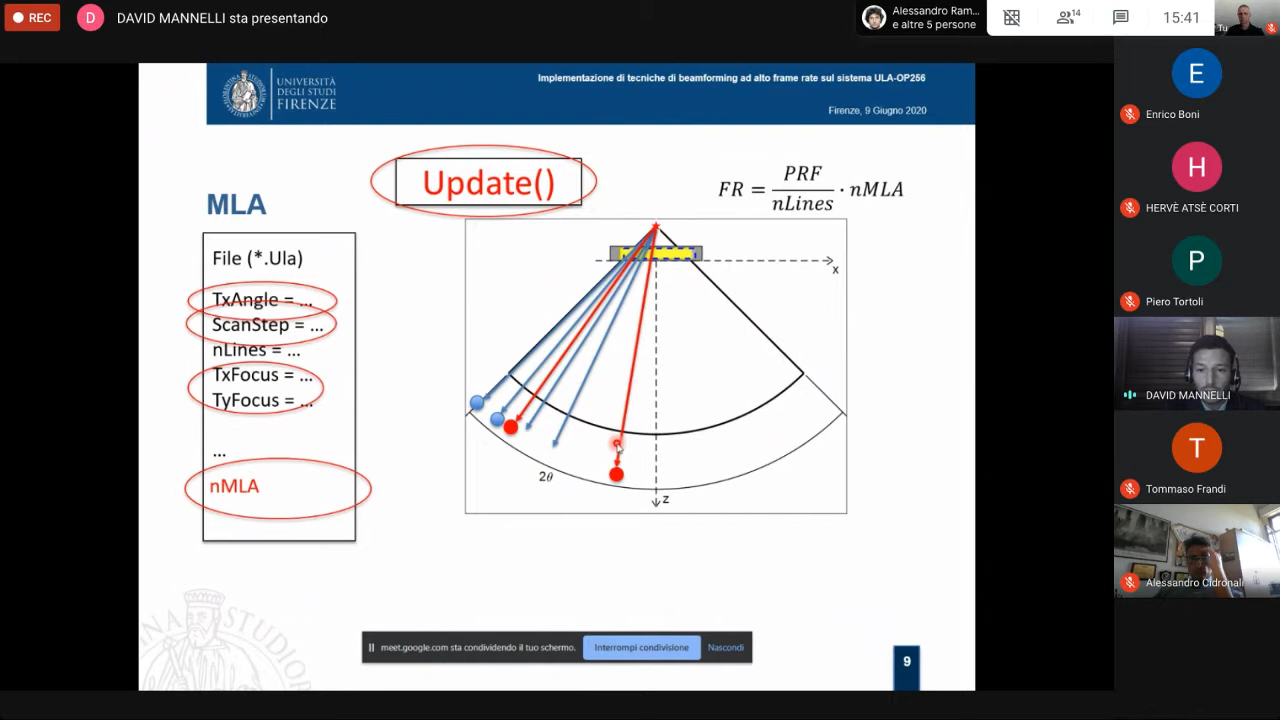 REC
D
DAVID MANNELLI sta presentando
Alessandro Ram...
e altre 5 persone
14
15:41
Tu
UNIVERSITÀ
DEGLI STUDI
FIRENZE
Implementazione di tecniche di beamforming ad alto frame rate sul sistema ULA-OP256
Firenze, 9 Giugno 2020
MLA
Update()
FR = PRF / nLines · nMLA
File (*.Ula)
TxAngle = ...
ScanStep = ...
nLines = ...
TxFocus = ...
TyFocus = ...
...
nMLA
x
2θ
z
meet.google.com sta condividendo il tuo schermo.
Interrompi condivisione
Nascondi
9
E
Enrico Boni
H
HERVÈ ATSÈ CORTI
P
Piero Tortoli
DAVID MANNELLI
T
Tommaso Frandi
Alessandro Cidronali